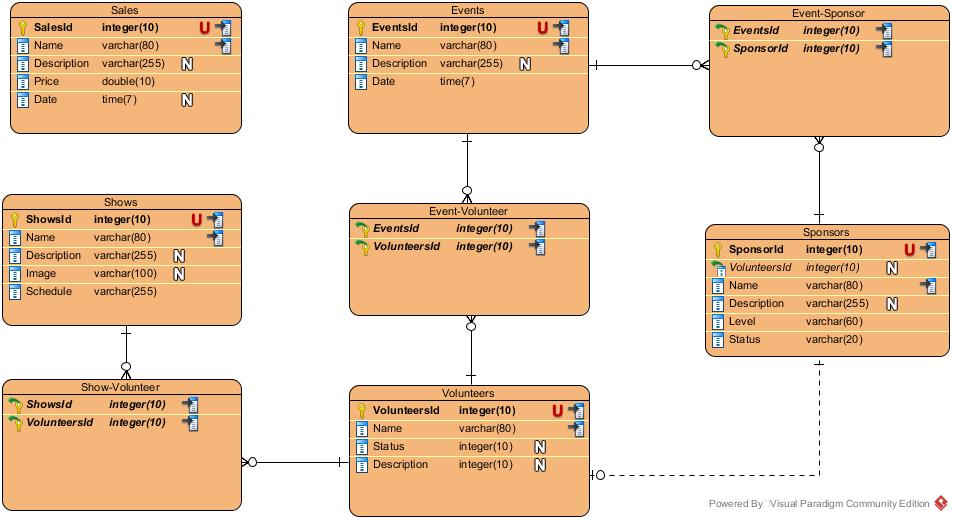 Sales
SalesId integer(10) U
Name varchar(80)
Description varchar(255) N
Price double(10)
Date time(7) N
Events
EventsId integer(10) U
Name varchar(80)
Description varchar(255) N
Date time(7)
Event-Sponsor
EventsId integer(10)
SponsorId integer(10)
Shows
ShowsId integer(10) U
Name varchar(80)
Description varchar(255) N
Image varchar(100) N
Schedule varchar(255)
Event-Volunteer
EventsId integer(10)
VolunteersId integer(10)
Sponsors
SponsorId integer(10) U
VolunteersId integer(10) N
Name varchar(80)
Description varchar(255) N
Level varchar(60)
Status varchar(20)
Show-Volunteer
ShowsId integer(10)
VolunteersId integer(10)
Volunteers
VolunteersId integer(10) U
Name varchar(80)
Status integer(10) N
Description integer(10) N
Powered By Visual Paradigm Community Edition